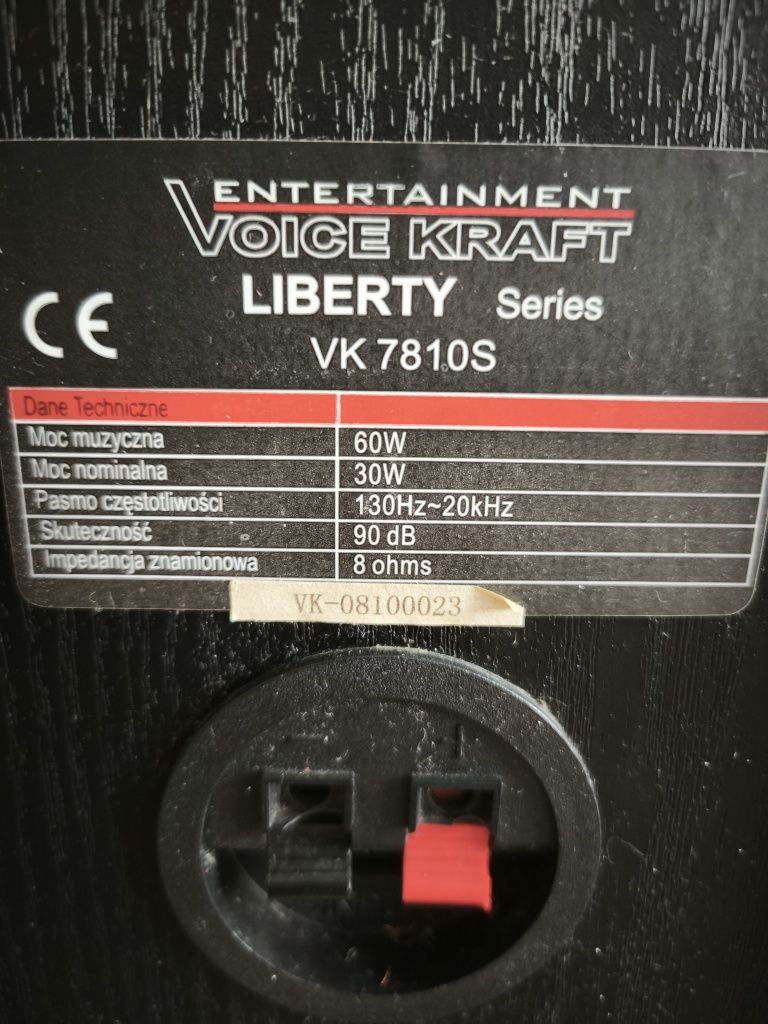 ENTERTAINMENT
VOICE KRAFT
LIBERTY Series
CE
VK 7810S
Dane Techniczne
Moc muzyczna 60W
Moc nominalna 30W
Pasmo częstotliwości 130Hz~20kHz
Skuteczność 90 dB
Impedancja znamionowa 8 ohms
VK-08100023
- +